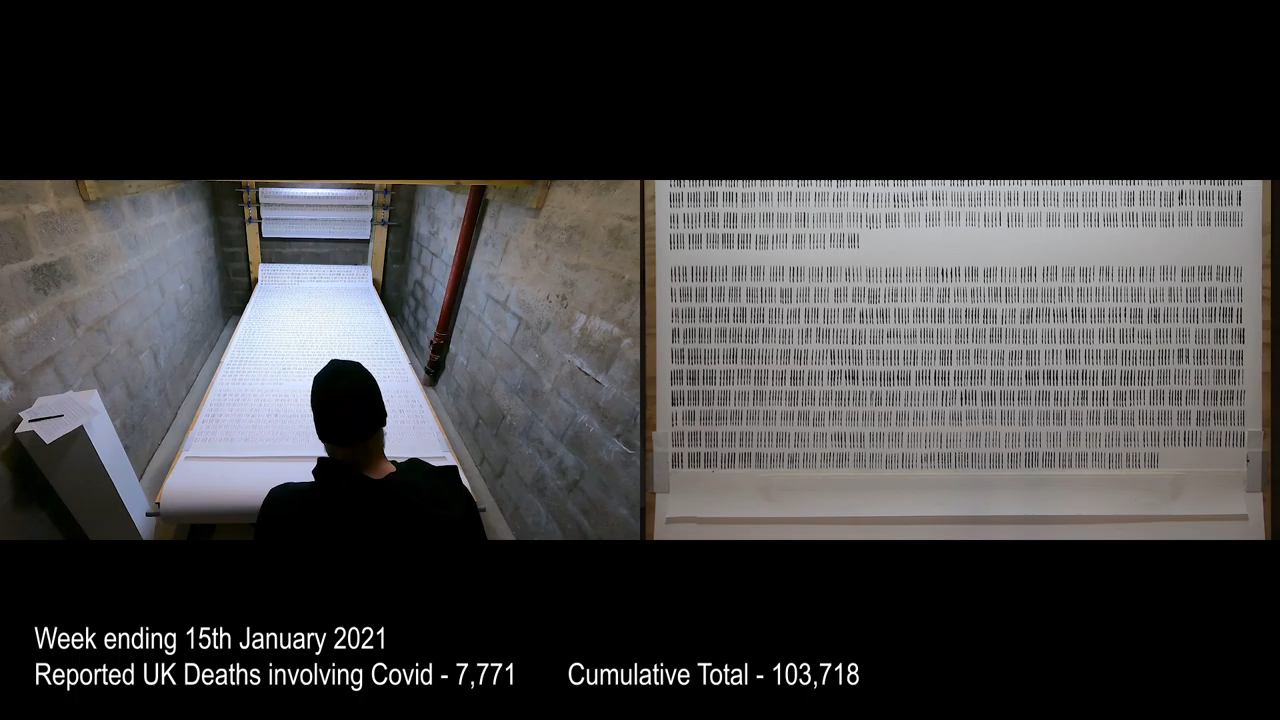 Week ending 15th January 2021
Reported UK Deaths involving Covid - 7,771 Cumulative Total - 103,718